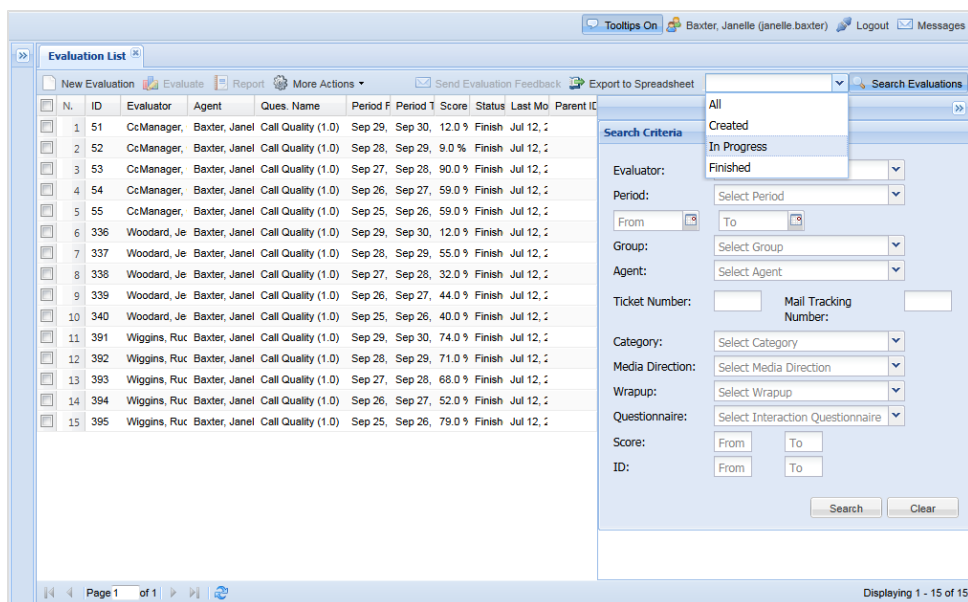 Tooltips On Baxter, Janelle (janelle.baxter) Logout Messages
Evaluation List
New Evaluation Evaluate Report More Actions Send Evaluation Feedback Export to Spreadsheet Search Evaluations
N. ID Evaluator Agent Ques. Name Period F Period T Score Status Last Mo Parent ID
1 51 CcManager, Baxter, Janel Call Quality (1.0) Sep 29, Sep 30, 12.0 % Finish Jul 12, 2
2 52 CcManager, Baxter, Janel Call Quality (1.0) Sep 28, Sep 29, 9.0 % Finish Jul 12, 2
3 53 CcManager, Baxter, Janel Call Quality (1.0) Sep 27, Sep 28, 90.0 % Finish Jul 12, 2
4 54 CcManager, Baxter, Janel Call Quality (1.0) Sep 26, Sep 27, 59.0 % Finish Jul 12, 2
5 55 CcManager, Baxter, Janel Call Quality (1.0) Sep 25, Sep 26, 59.0 % Finish Jul 12, 2
6 336 Woodard, Je Baxter, Janel Call Quality (1.0) Sep 29, Sep 30, 12.0 % Finish Jul 12, 2
7 337 Woodard, Je Baxter, Janel Call Quality (1.0) Sep 28, Sep 29, 55.0 % Finish Jul 12, 2
8 338 Woodard, Je Baxter, Janel Call Quality (1.0) Sep 27, Sep 28, 32.0 % Finish Jul 12, 2
9 339 Woodard, Je Baxter, Janel Call Quality (1.0) Sep 26, Sep 27, 44.0 % Finish Jul 12, 2
10 340 Woodard, Je Baxter, Janel Call Quality (1.0) Sep 25, Sep 26, 40.0 % Finish Jul 12, 2
11 391 Wiggins, Ruc Baxter, Janel Call Quality (1.0) Sep 29, Sep 30, 74.0 % Finish Jul 12, 2
12 392 Wiggins, Ruc Baxter, Janel Call Quality (1.0) Sep 28, Sep 29, 71.0 % Finish Jul 12, 2
13 393 Wiggins, Ruc Baxter, Janel Call Quality (1.0) Sep 27, Sep 28, 68.0 % Finish Jul 12, 2
14 394 Wiggins, Ruc Baxter, Janel Call Quality (1.0) Sep 26, Sep 27, 52.0 % Finish Jul 12, 2
15 395 Wiggins, Ruc Baxter, Janel Call Quality (1.0) Sep 25, Sep 26, 79.0 % Finish Jul 12, 2
All
Created
In Progress
Finished
Search Criteria
Evaluator:
Period: Select Period
From To
Group: Select Group
Agent: Select Agent
Ticket Number: Mail Tracking
Number:
Category: Select Category
Media Direction: Select Media Direction
Wrapup: Select Wrapup
Questionnaire: Select Interaction Questionnaire
Score: From To
ID: From To
Search Clear
Page 1 of 1 Displaying 1 - 15 of 15